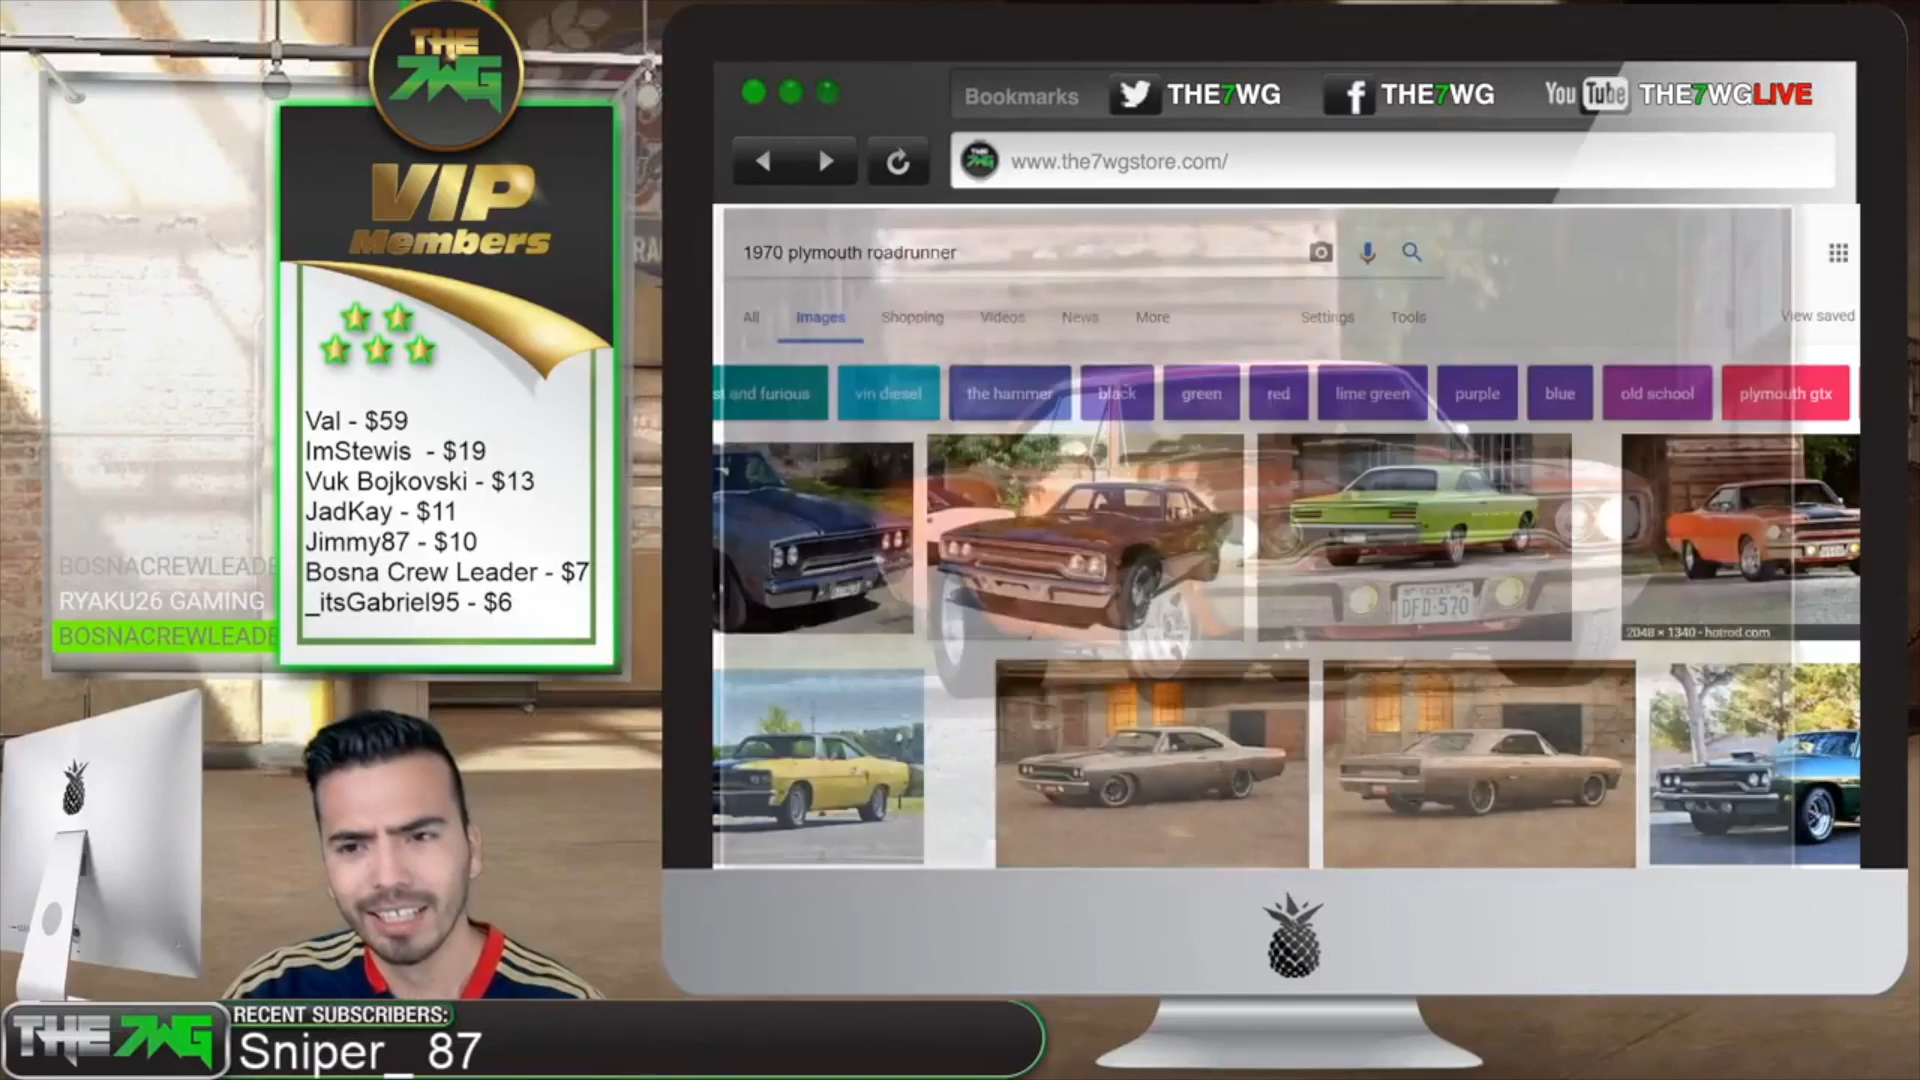 THE
7WG
VIP
Members
Val - $59
ImStewis - $19
Vuk Bojkovski - $13
JadKay - $11
Jimmy87 - $10
Bosna Crew Leader - $7
_itsGabriel95 - $6
BOSNACREWLEADE
RYAKU26 GAMING
BOSNACREWLEADE
Bookmarks THE7WG THE7WG YouTube THE7WGLIVE
www.the7wgstore.com/
1970 plymouth roadrunner
All Images Shopping Videos News More Settings Tools View saved
st and furious vin diesel the hammer black green red lime green purple blue old school plymouth gtx
TEXAS
DFD·570
2048 × 1340 - hotrod.com
RECENT SUBSCRIBERS:
THE 7WG Sniper_ 87